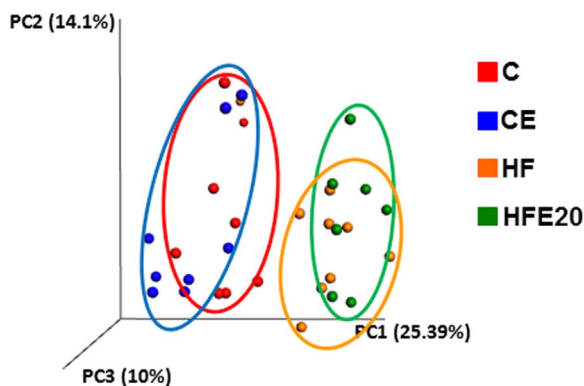 PC2 (14.1%)
C
CE
HF
HFE20
PC1 (25.39%)
PC3 (10%)